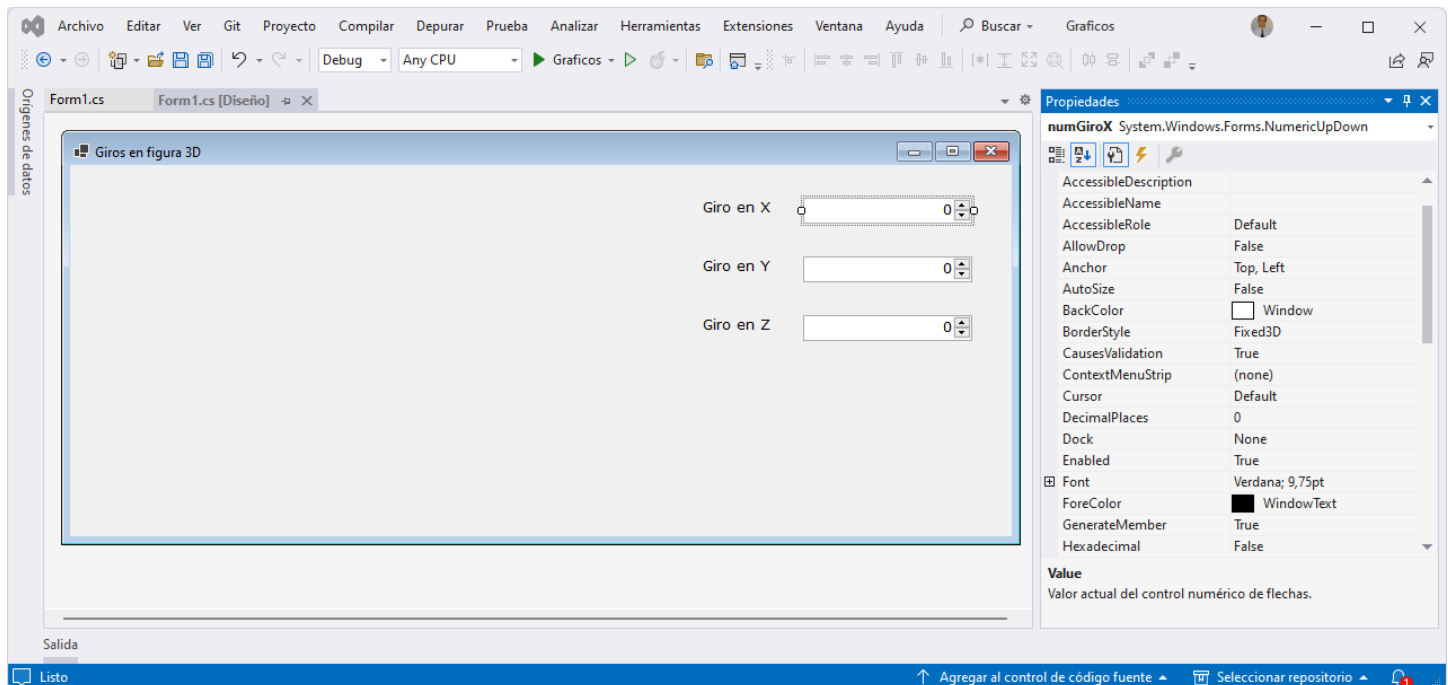 Archivo Editar Ver Git Proyecto Compilar Depurar Prueba Analizar Herramientas Extensiones Ventana Ayuda Buscar Graficos
Debug Any CPU Graficos
Orígenes de datos
Form1.cs Form1.cs [Diseño]
Giros en figura 3D
Giro en X 0
Giro en Y 0
Giro en Z 0
Propiedades
numGiroX System.Windows.Forms.NumericUpDown
AccessibleDescription
AccessibleName
AccessibleRole Default
AllowDrop False
Anchor Top, Left
AutoSize False
BackColor Window
BorderStyle Fixed3D
CausesValidation True
ContextMenuStrip (none)
Cursor Default
DecimalPlaces 0
Dock None
Enabled True
Font Verdana; 9,75pt
ForeColor WindowText
GenerateMember True
Hexadecimal False
Value
Valor actual del control numérico de flechas.
Salida
Listo Agregar al control de código fuente Seleccionar repositorio 1